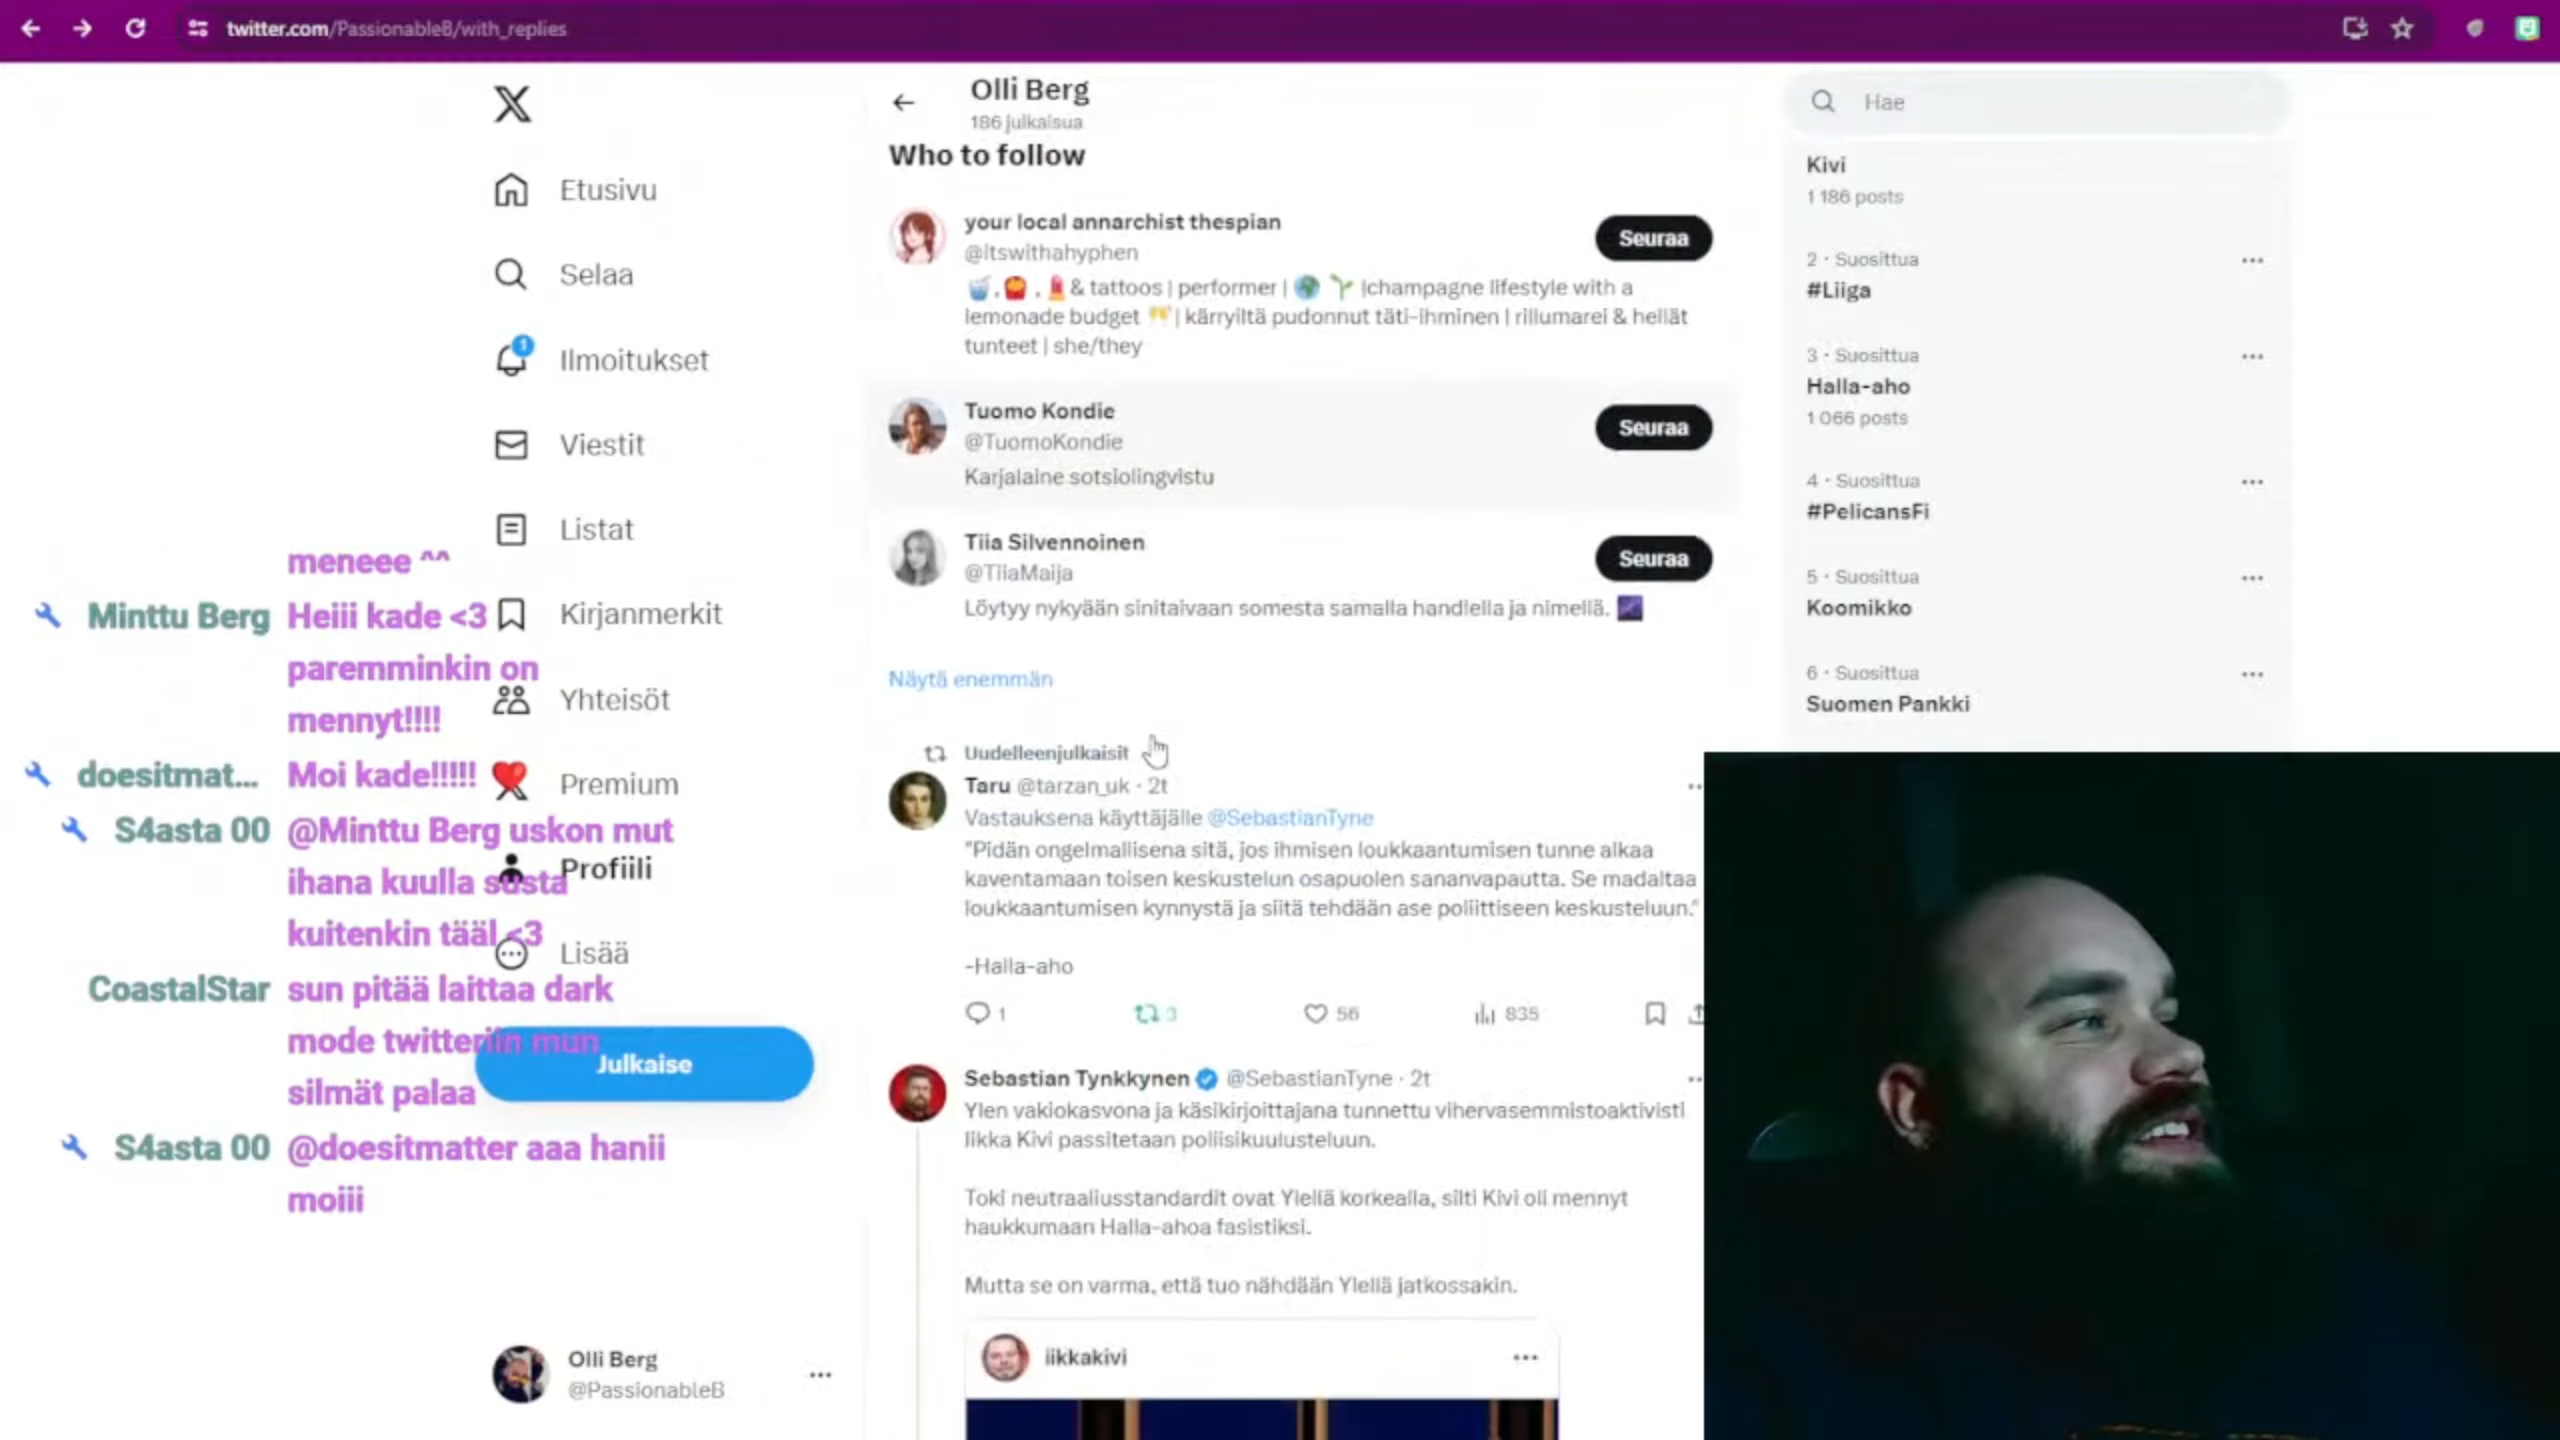 twitter.com/PassionableB/with_replies
Olli Berg
186 julkaisua
Who to follow
your local annarchist thespian
@itswithahyphen
Seuraa
& tattoos | performer | |champagne lifestyle with a
lemonade budget | kärryiltä pudonnut täti-ihminen | rillumarei & hellät
tunteet | she/they
Tuomo Kondie
@TuomoKondie
Seuraa
Karjalaine sotsiolingvistu
Tiia Silvennoinen
@TiiaMaija
Seuraa
Löytyy nykyään sinitaivaan somesta samalla handlella ja nimellä.
Näytä enemmän
Uudelleenjulkaisit
Taru @tarzan_uk · 2t
Vastauksena käyttäjälle @SebastianTyne
"Pidän ongelmallisena sitä, jos ihmisen loukkaantumisen tunne alkaa
kaventamaan toisen keskustelun osapuolen sananvapautta. Se madaltaa
loukkaantumisen kynnystä ja siitä tehdään ase poliittiseen keskusteluun."
-Halla-aho
1 3 56 835
Sebastian Tynkkynen @SebastianTyne · 2t
Ylen vakiokasvona ja käsikirjoittajana tunnettu vihervasemmistoaktivisti
Iikka Kivi passitetaan poliisikuulusteluun.
Toki neutraaliusstandardit ovat Ylellä korkealla, silti Kivi oli mennyt
haukkumaan Halla-ahoa fasistiksi.
Mutta se on varma, että tuo nähdään Ylellä jatkossakin.
iikkakivi
X
Etusivu
Selaa
1
Ilmoitukset
Viestit
Listat
Kirjanmerkit
Yhteisöt
Premium
Profiili
Lisää
Julkaise
Olli Berg
@PassionableB
meneee ^^
Minttu Berg Heiii kade <3
paremminkin on
mennyt!!!!
doesitmat... Moi kade!!!!!
S4asta 00 @Minttu Berg uskon mut
ihana kuulla susta
kuitenkin tääl <3
CoastalStar sun pitää laittaa dark
mode twitteriin mun
silmät palaa
S4asta 00 @doesitmatter aaa hanii
moiii
Hae
Kivi
1 186 posts
2 · Suosittua
#Liiga
3 · Suosittua
Halla-aho
1 066 posts
4 · Suosittua
#PelicansFi
5 · Suosittua
Koomikko
6 · Suosittua
Suomen Pankki